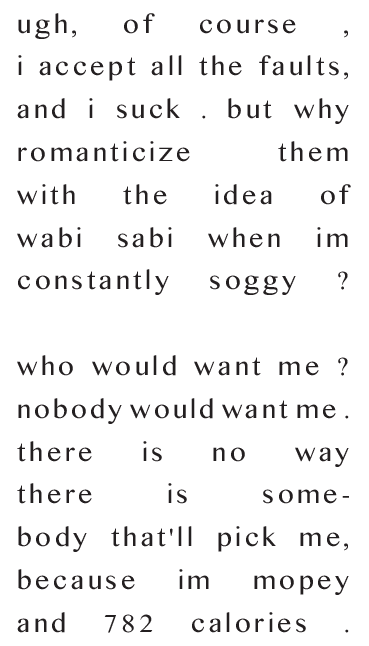 ugh, of course ,
i accept all the faults,
and i suck . but why
romanticize them
with the idea of
wabi sabi when im
constantly soggy ?
who would want me ?
nobody would want me .
there is no way
there is some-
body that'll pick me,
because im mopey
and 782 calories .